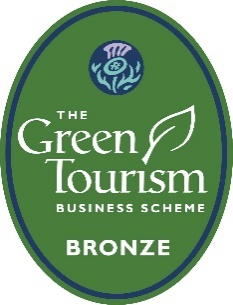 THE
Green
Tourism
BUSINESS SCHEME
BRONZE